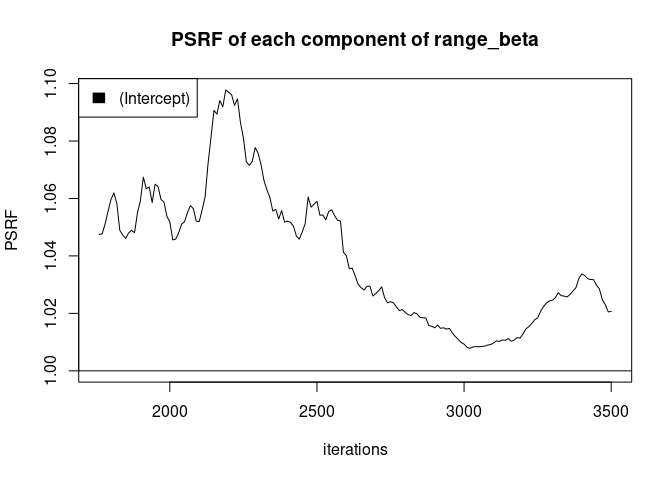 PSRF of each component of range_beta
(Intercept)
PSRF
1.10
1.08
1.06
1.04
1.02
1.00
2000 2500 3000 3500
iterations